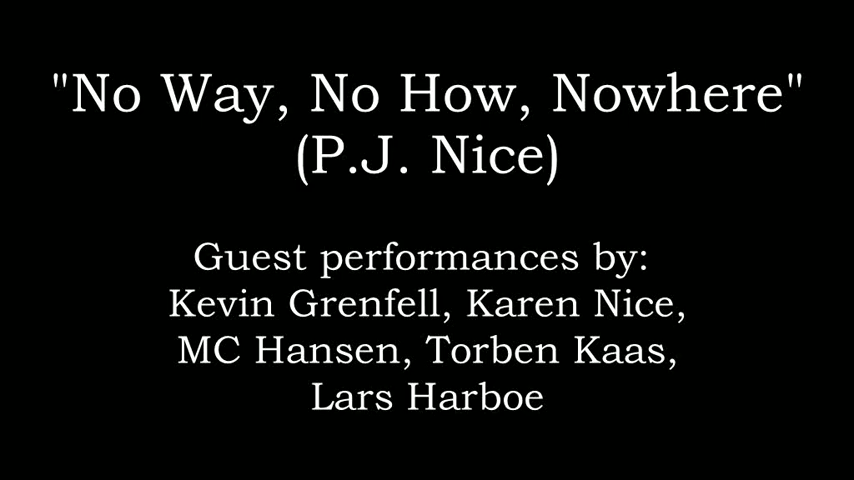 "No Way, No How, Nowhere"
(P.J. Nice)
Guest performances by:
Kevin Grenfell, Karen Nice,
MC Hansen, Torben Kaas,
Lars Harboe